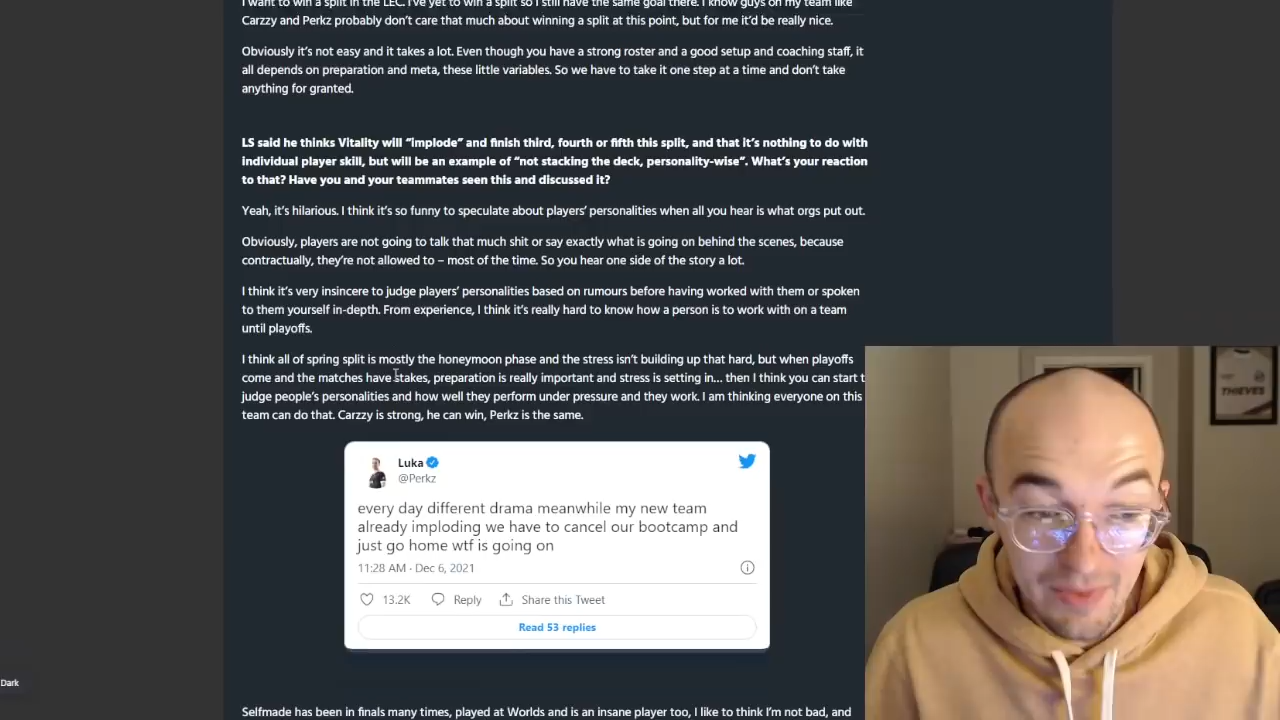 I want to win a split in the LEC. I've yet to win a split so I still have the same goal there. I know guys on my team like
Carzzy and Perkz probably don't care that much about winning a split at this point, but for me it'd be really nice.
Obviously it's not easy and it takes a lot. Even though you have a strong roster and a good setup and coaching staff, it
all depends on preparation and meta, these little variables. So we have to take it one step at a time and don't take
anything for granted.
LS said he thinks Vitality will “implode” and finish third, fourth or fifth this split, and that it's nothing to do with
individual player skill, but will be an example of “not stacking the deck, personality-wise”. What's your reaction
to that? Have you and your teammates seen this and discussed it?
Yeah, it's hilarious. I think it's so funny to speculate about players' personalities when all you hear is what orgs put out.
Obviously, players are not going to talk that much shit or say exactly what is going on behind the scenes, because
contractually, they're not allowed to – most of the time. So you hear one side of the story a lot.
I think it's very insincere to judge players' personalities based on rumours before having worked with them or spoken
to them yourself in-depth. From experience, I think it's really hard to know how a person is to work with on a team
until playoffs.
I think all of spring split is mostly the honeymoon phase and the stress isn't building up that hard, but when playoffs
come and the matches have stakes, preparation is really important and stress is setting in... then I think you can start t
judge people's personalities and how well they perform under pressure and they work. I am thinking everyone on this
team can do that. Carzzy is strong, he can win, Perkz is the same.
Luka
@Perkz
every day different drama meanwhile my new team
already imploding we have to cancel our bootcamp and
just go home wtf is going on
11:28 AM · Dec 6, 2021
13.2K Reply Share this Tweet
Read 53 replies
THIEVES
Dark
Selfmade has been in finals many times, played at Worlds and is an insane player too, I like to think I'm not bad, and